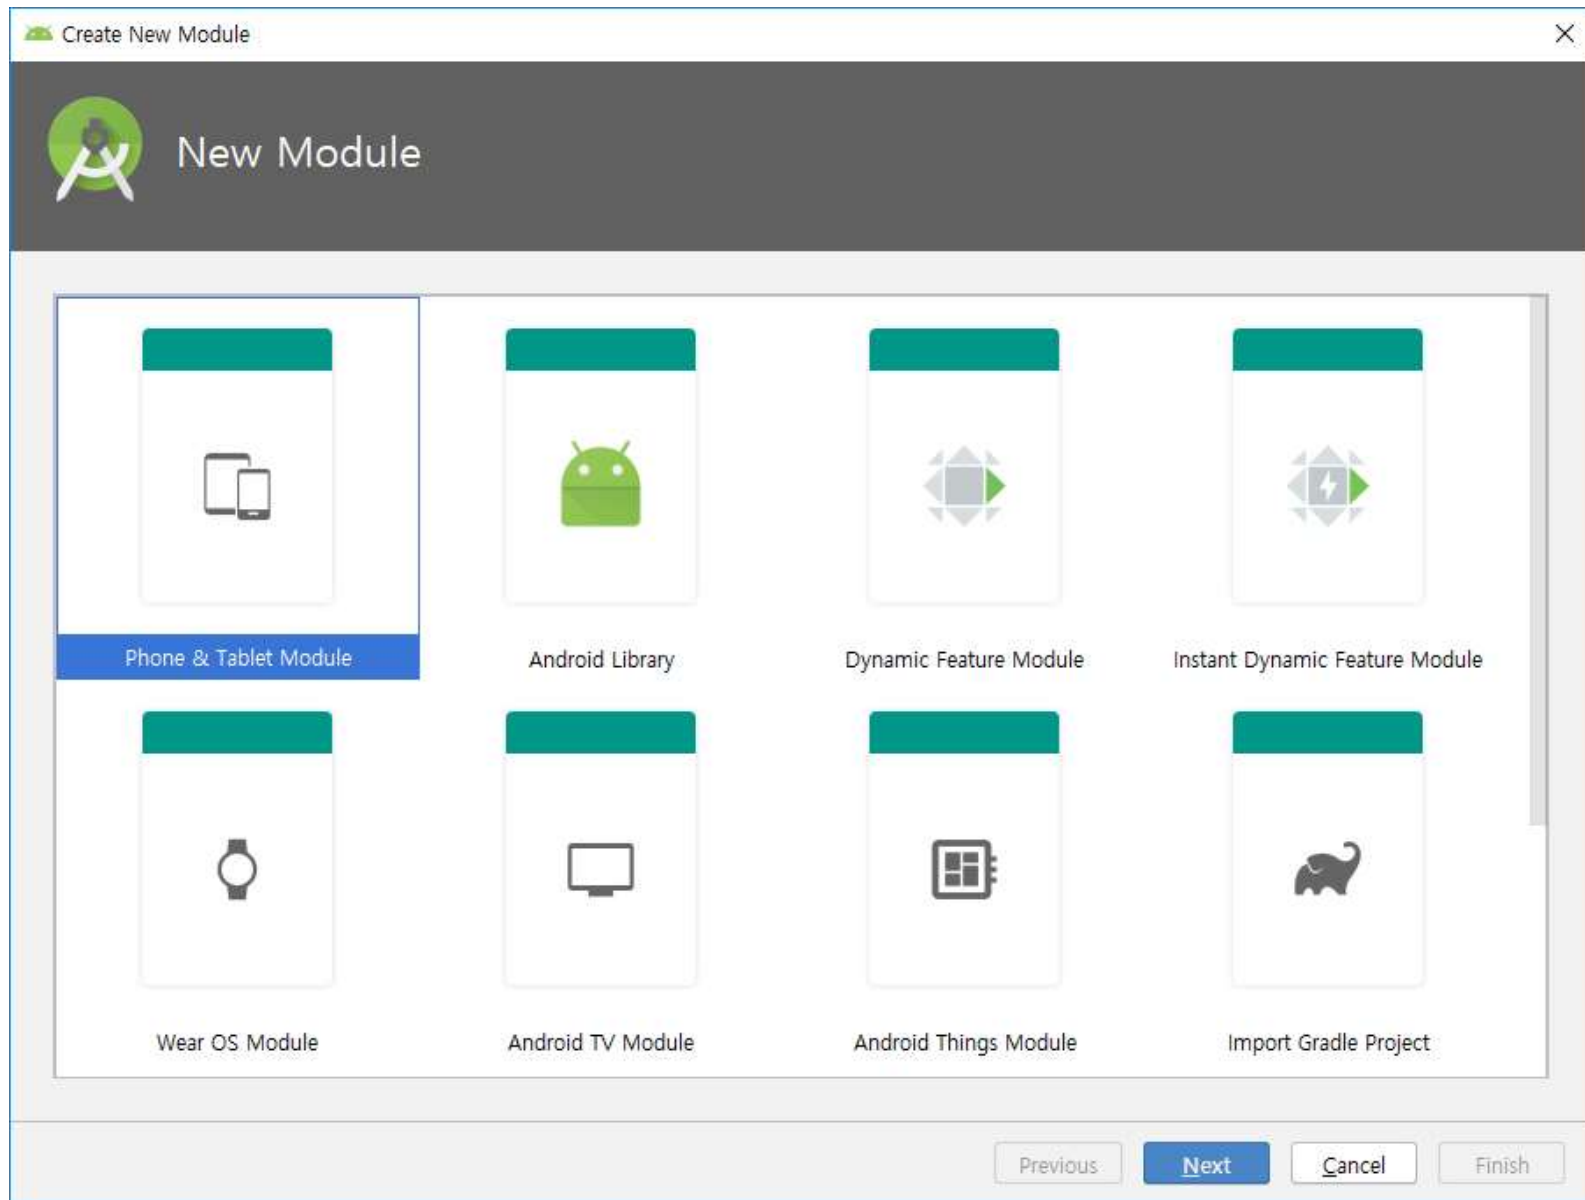 Create New Module
New Module
Phone & Tablet Module
Android Library
Dynamic Feature Module
Instant Dynamic Feature Module
Wear OS Module
Android TV Module
Android Things Module
Import Gradle Project
Previous
Next
Cancel
Finish